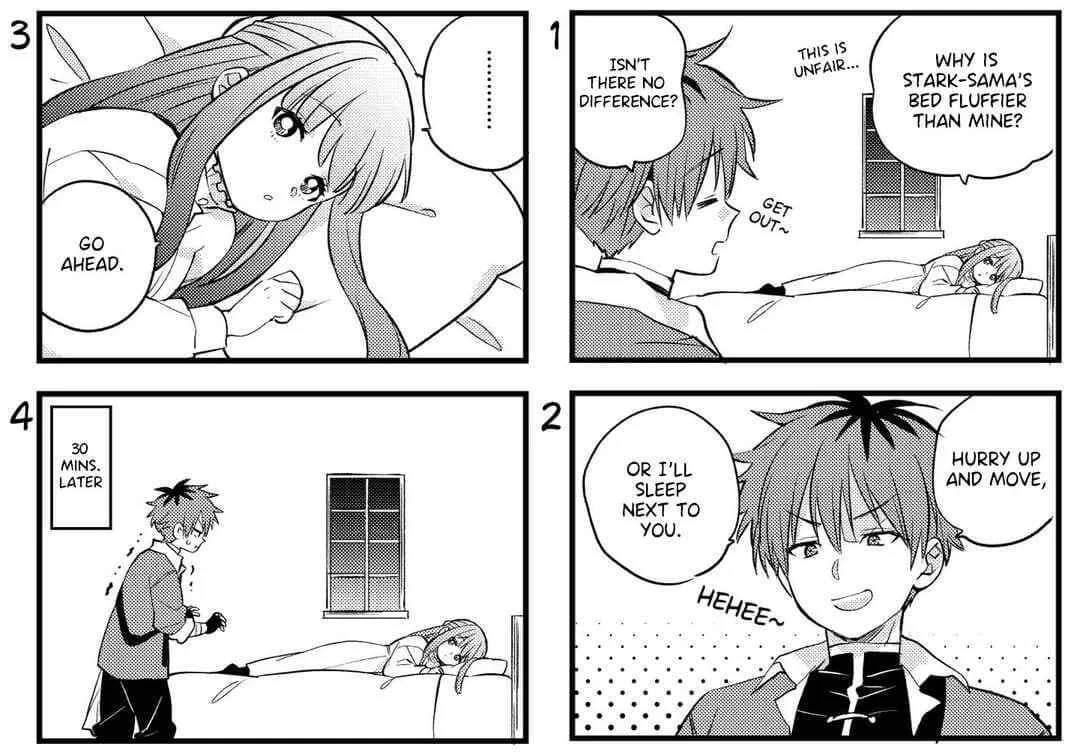 1
WHY IS
STARK-SAMA'S
BED FLUFFIER
THAN MINE?
THIS IS
UNFAIR...
ISN'T
THERE NO
DIFFERENCE?
GET
OUT~
2
HURRY UP
AND MOVE,
OR I'LL
SLEEP
NEXT TO
YOU.
HEHEE~
3
..........
GO
AHEAD.
4
30
MINS.
LATER